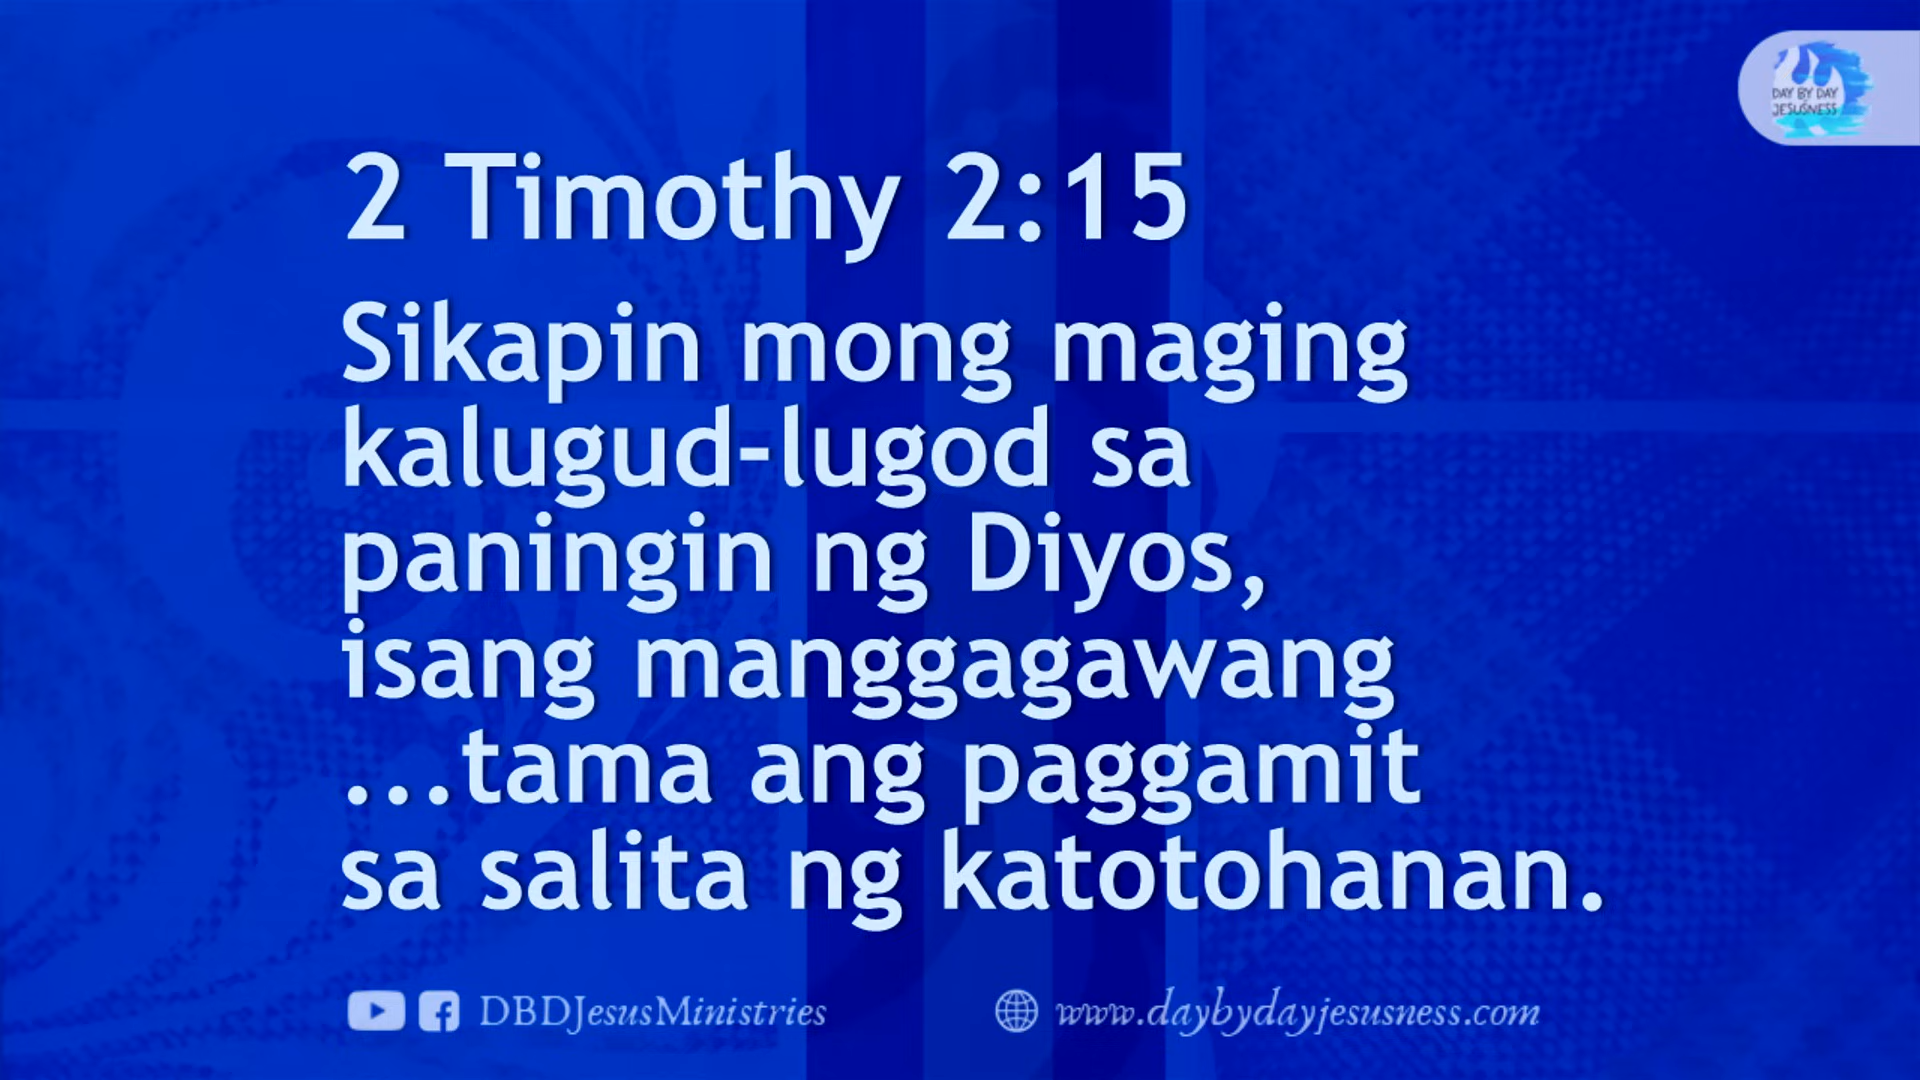 DAY BY DAY
JESUSNESS
2 Timothy 2:15
Sikapin mong maging
kalugud-lugod sa
paningin ng Diyos,
isang manggagawang
...tama ang paggamit
sa salita ng katotohanan.
DBDJesusMinistries
www.daybydayjesusness.com